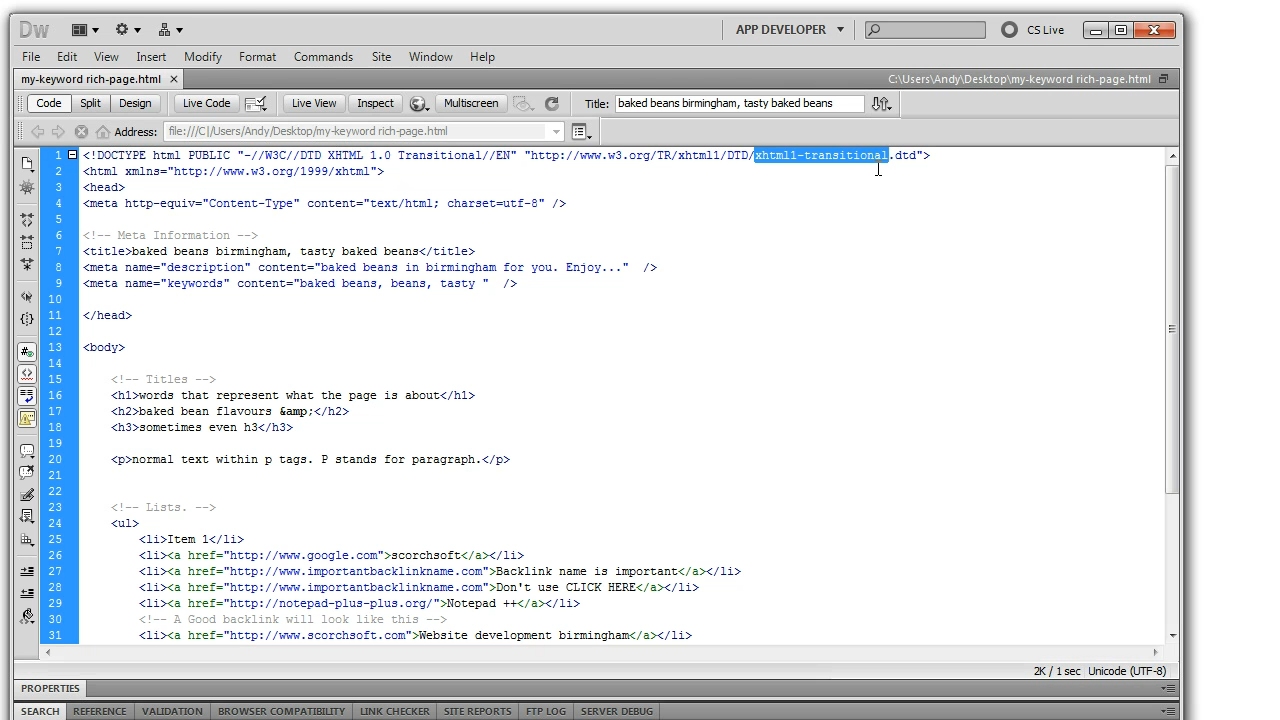 Dw APP DEVELOPER CS Live
File Edit View Insert Modify Format Commands Site Window Help
my-keyword rich-page.html × C:\Users\Andy\Desktop\my-keyword rich-page.html
Code Split Design Live Code Live View Inspect Multiscreen Title: baked beans birmingham, tasty baked beans
Address: file:///C|/Users/Andy/Desktop/my-keyword rich-page.html
1 <!DOCTYPE html PUBLIC "-//W3C//DTD XHTML 1.0 Transitional//EN" "http://www.w3.org/TR/xhtml1/DTD/xhtml1-transitional.dtd">
2 <html xmlns="http://www.w3.org/1999/xhtml">
3 <head>
4 <meta http-equiv="Content-Type" content="text/html; charset=utf-8" />
5
6 <!-- Meta Information -->
7 <title>baked beans birmingham, tasty baked beans</title>
8 <meta name="description" content="baked beans in birmingham for you. Enjoy..."  />
9 <meta name="keywords" content="baked beans, beans, tasty "  />
10
11 </head>
12
13 <body>
14
15 <!-- Titles -->
16 <h1>words that represent what the page is about</h1>
17 <h2>baked bean flavours &amp;</h2>
18 <h3>sometimes even h3</h3>
19
20 <p>normal text within p tags. P stands for paragraph.</p>
21
22
23 <!-- Lists. -->
24 <ul>
25 <li>Item 1</li>
26 <li><a href="http://www.google.com">scorchsoft</a></li>
27 <li><a href="http://www.importantbacklinkname.com">Backlink name is important</a></li>
28 <li><a href="http://www.importantbacklinkname.com">Don't use CLICK HERE</a></li>
29 <li><a href="http://notepad-plus-plus.org/">Notepad ++</a></li>
30 <!-- A Good backlink will look like this -->
31 <li><a href="http://www.scorchsoft.com">Website development birmingham</a></li>
2K / 1 sec Unicode (UTF-8)
PROPERTIES
SEARCH REFERENCE VALIDATION BROWSER COMPATIBILITY LINK CHECKER SITE REPORTS FTP LOG SERVER DEBUG